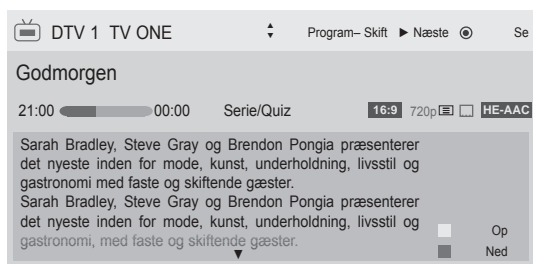 DTV 1 TV ONE Program– Skift ▶ Næste ◉ Se
Godmorgen
21:00 00:00 Serie/Quiz 16:9 720p HE-AAC
Sarah Bradley, Steve Gray og Brendon Pongia præsenterer
det nyeste inden for mode, kunst, underholdning, livsstil og
gastronomi med faste og skiftende gæster.
Sarah Bradley, Steve Gray og Brendon Pongia præsenterer
det nyeste inden for mode, kunst, underholdning, livsstil og
gastronomi, med faste og skiftende gæster.
Op
Ned